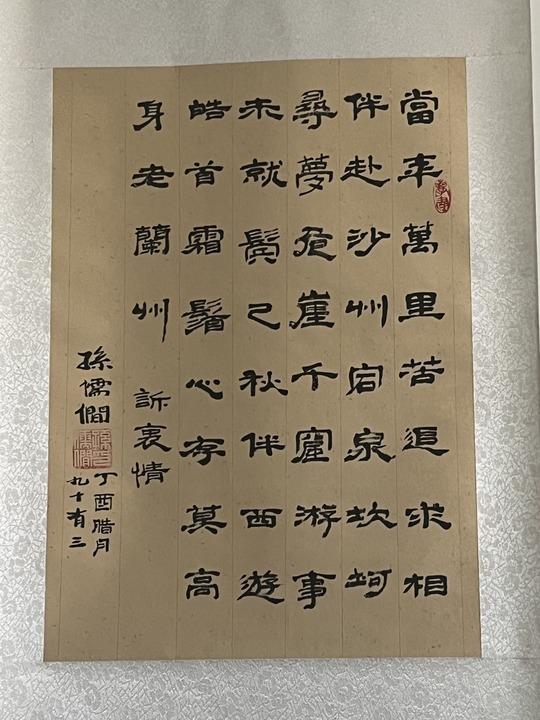 當年萬里苦追求相
伴赴沙州宕泉坎坷
尋夢危崖千窟游事
未就鬓已秋伴西遊
皓首霜鬚心存莫高
身老蘭州 訴衷情
孫儒僩
丁酉腊月
九十有三